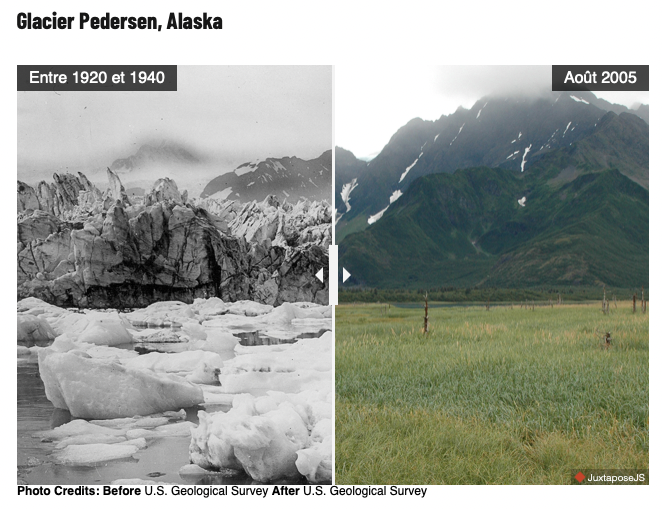 Glacier Pedersen, Alaska
Entre 1920 et 1940
Août 2005
JuxtaposeJS
Photo Credits: Before U.S. Geological Survey After U.S. Geological Survey